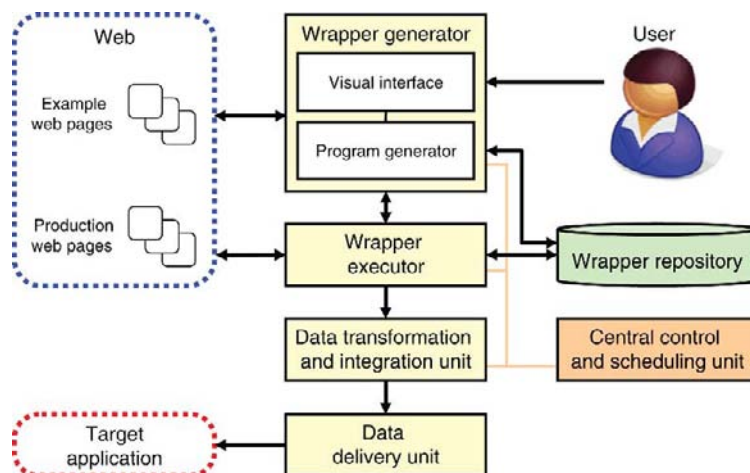 Web
Wrapper generator
User
Visual interface
Example
web pages
Program generator
Production
web pages
Wrapper
executor
Wrapper repository
Data transformation
and integration unit
Central control
and scheduling unit
Target
application
Data
delivery unit